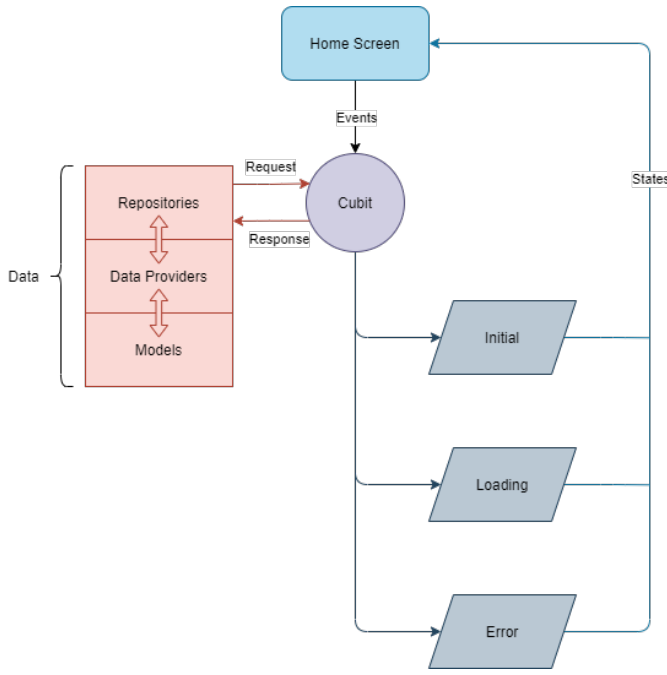 Home Screen
Events
Request
States
Repositories
Cubit
Response
Data
Data Providers
Initial
Models
Loading
Error